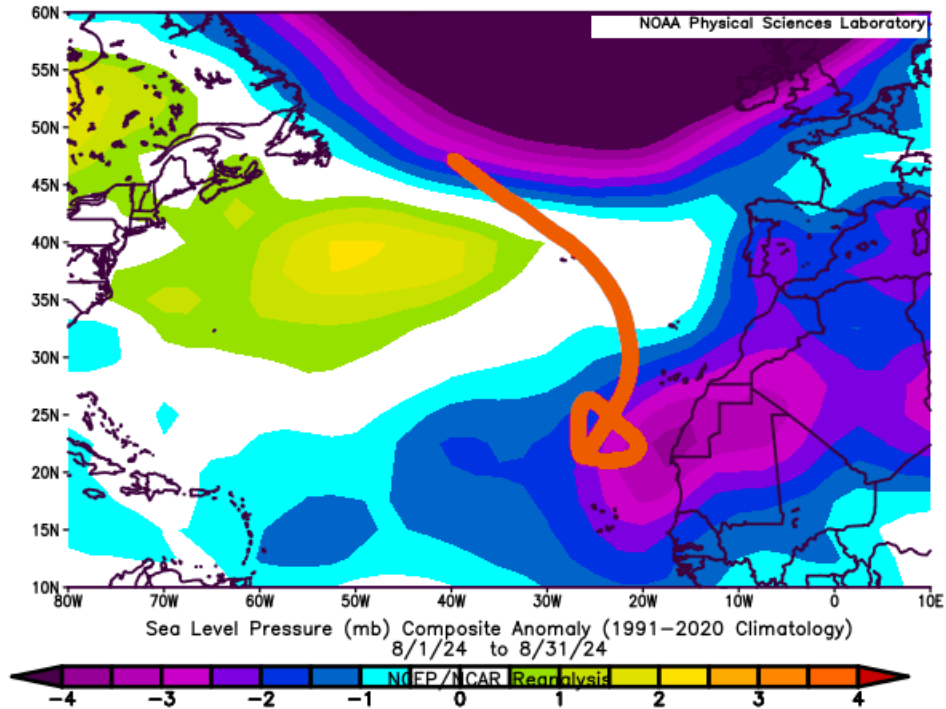 NOAA Physical Sciences Laboratory
60N
55N
50N
45N
40N
35N
30N
25N
20N
15N
10N
80W 70W 60W 50W 40W 30W 20W 10W 0 10E
Sea Level Pressure (mb) Composite Anomaly (1991-2020 Climatology)
8/1/24 to 8/31/24
NCEP/NCAR Reanalysis
-4 -3 -2 -1 0 1 2 3 4